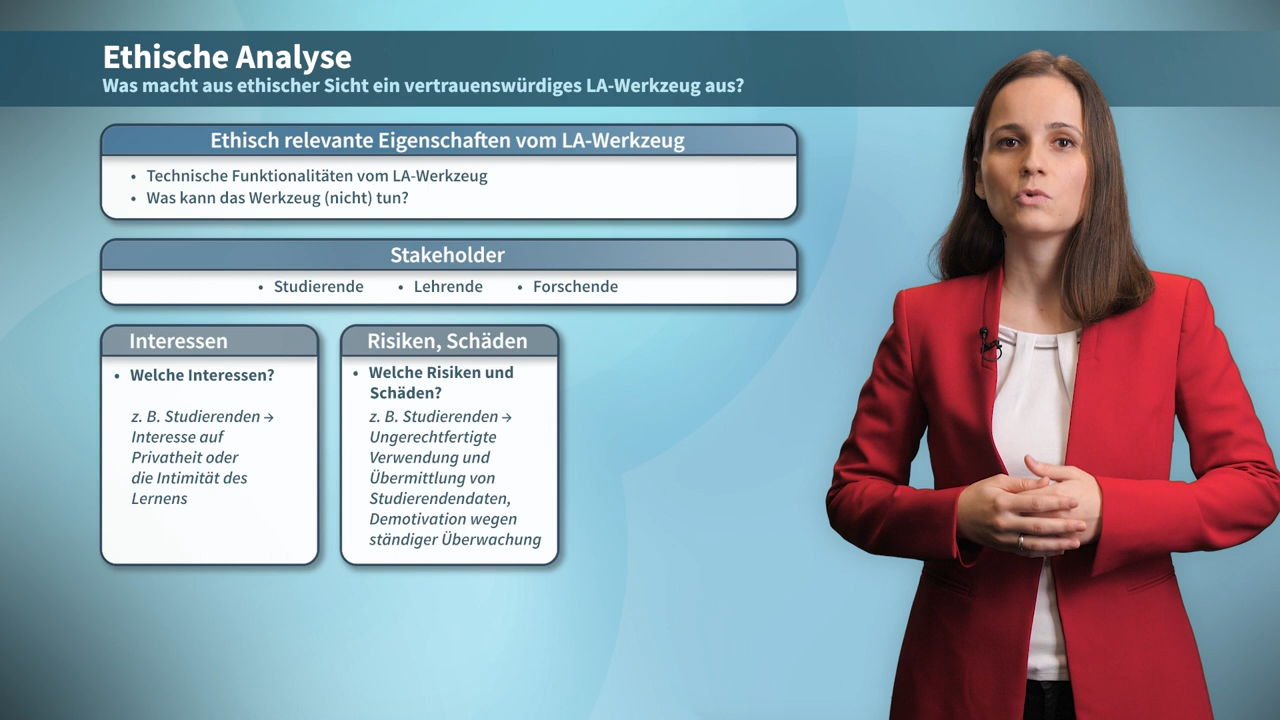 Ethische Analyse
Was macht aus ethischer Sicht ein vertrauenswürdiges LA-Werkzeug aus?
Ethisch relevante Eigenschaften vom LA-Werkzeug
• Technische Funktionalitäten vom LA-Werkzeug
• Was kann das Werkzeug (nicht) tun?
Stakeholder
• Studierende • Lehrende • Forschende
Interessen
• Welche Interessen?
z. B. Studierenden →
Interesse auf
Privatheit oder
die Intimität des
Lernens
Risiken, Schäden
• Welche Risiken und
Schäden?
z. B. Studierenden →
Ungerechtfertigte
Verwendung und
Übermittlung von
Studierendendaten,
Demotivation wegen
ständiger Überwachung